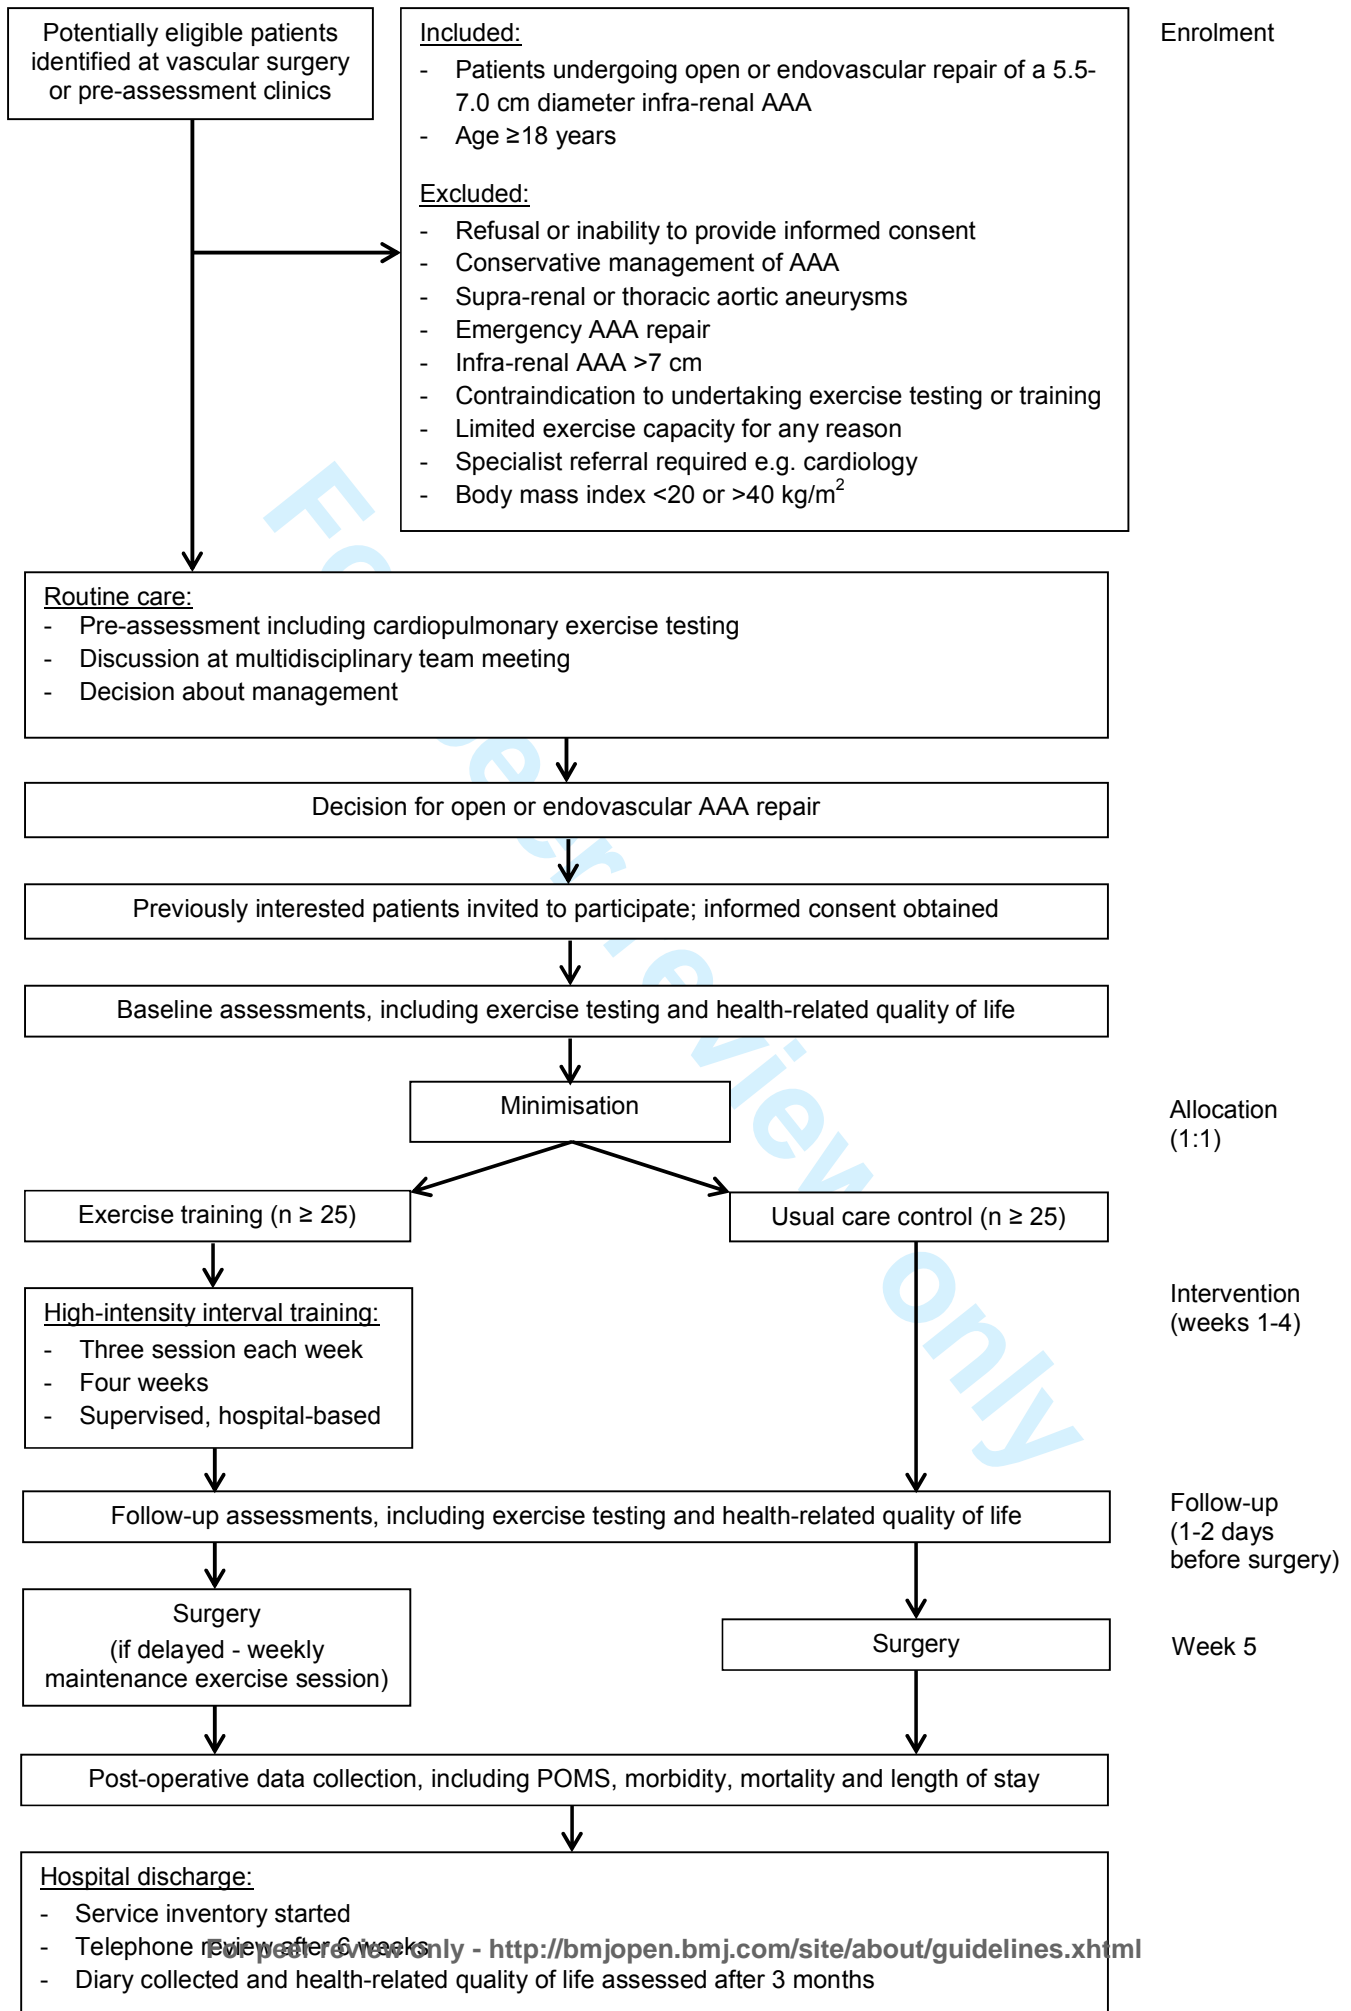 Potentially eligible patients
identified at vascular surgery
or pre-assessment clinics
Included:
- Patients undergoing open or endovascular repair of a 5.5-
7.0 cm diameter infra-renal AAA
- Age ≥18 years
Excluded:
- Refusal or inability to provide informed consent
- Conservative management of AAA
- Supra-renal or thoracic aortic aneurysms
- Emergency AAA repair
- Infra-renal AAA >7 cm
- Contraindication to undertaking exercise testing or training
- Limited exercise capacity for any reason
- Specialist referral required e.g. cardiology
- Body mass index <20 or >40 kg/m²
Enrolment
Routine care:
- Pre-assessment including cardiopulmonary exercise testing
- Discussion at multidisciplinary team meeting
- Decision about management
Decision for open or endovascular AAA repair
Previously interested patients invited to participate; informed consent obtained
Baseline assessments, including exercise testing and health-related quality of life
Minimisation
Allocation
(1:1)
Exercise training (n ≥ 25)
Usual care control (n ≥ 25)
High-intensity interval training:
- Three session each week
- Four weeks
- Supervised, hospital-based
Intervention
(weeks 1-4)
Follow-up assessments, including exercise testing and health-related quality of life
Follow-up
(1-2 days
before surgery)
Surgery
(if delayed - weekly
maintenance exercise session)
Surgery
Week 5
Post-operative data collection, including POMS, morbidity, mortality and length of stay
Hospital discharge:
- Service inventory started
- Telephone review after 6 weeks
- Diary collected and health-related quality of life assessed after 3 months
For peer review only - http://bmjopen.bmj.com/site/about/guidelines.xhtml
For peer review only